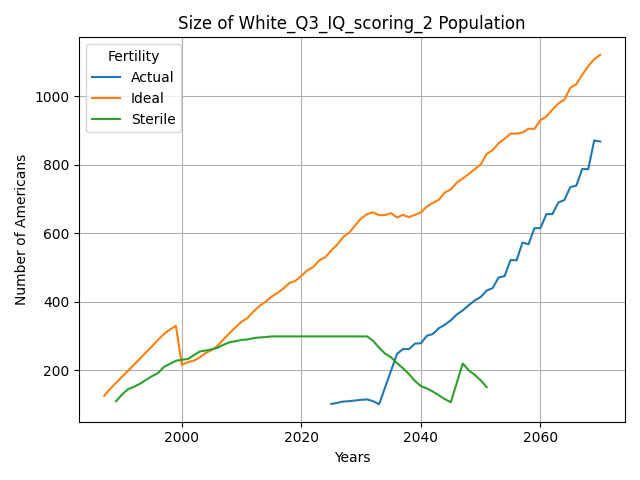 Size of White_Q3_IQ_scoring_2 Population
Fertility
Actual
Ideal
Sterile
Number of Americans
1000
800
600
400
200
2000
2020
2040
2060
Years